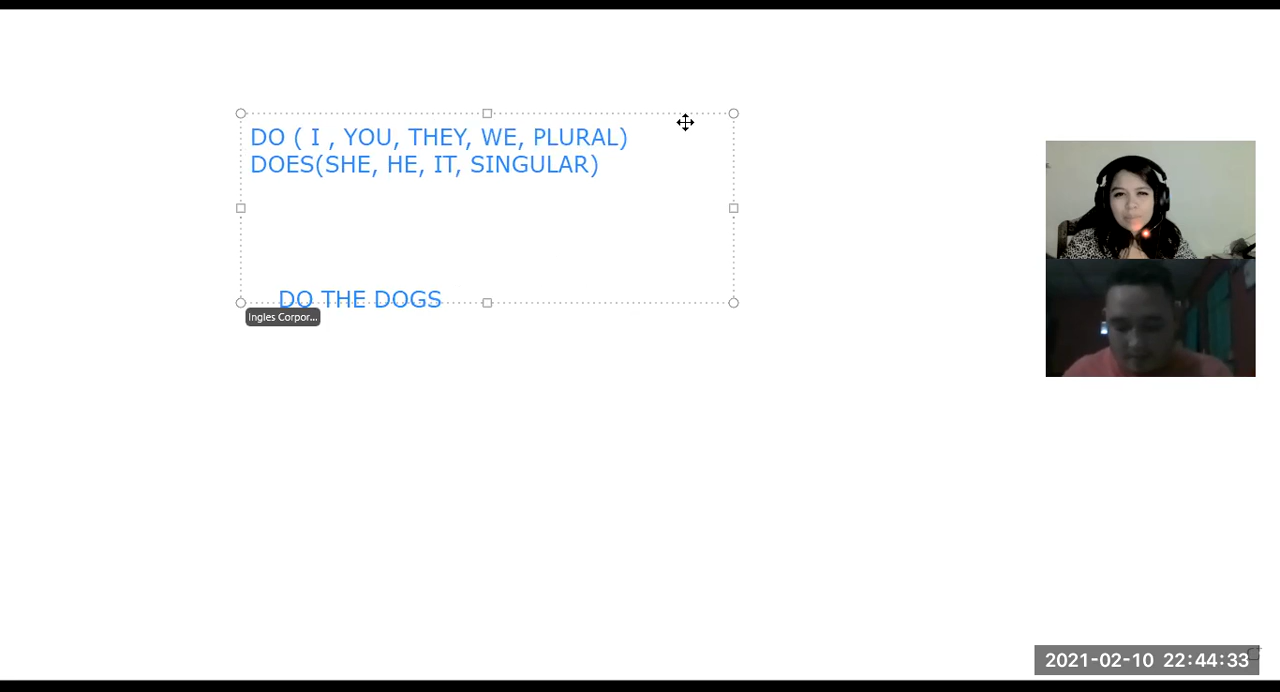 DO ( I , YOU, THEY, WE, PLURAL)
DOES(SHE, HE, IT, SINGULAR)
DO THE DOGS
Ingles Corpor...
2021-02-10 22:44:33